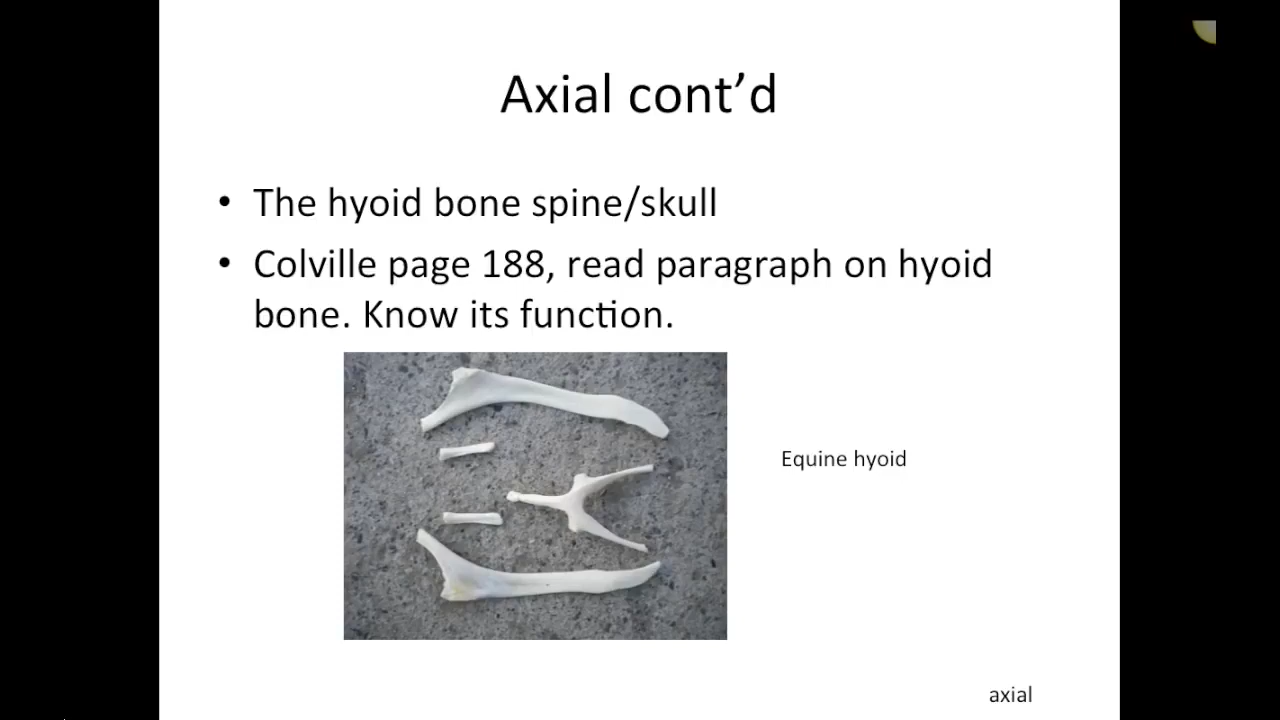 Axial cont’d
• The hyoid bone spine/skull
• Colville page 188, read paragraph on hyoid
bone. Know its function.
Equine hyoid
axial